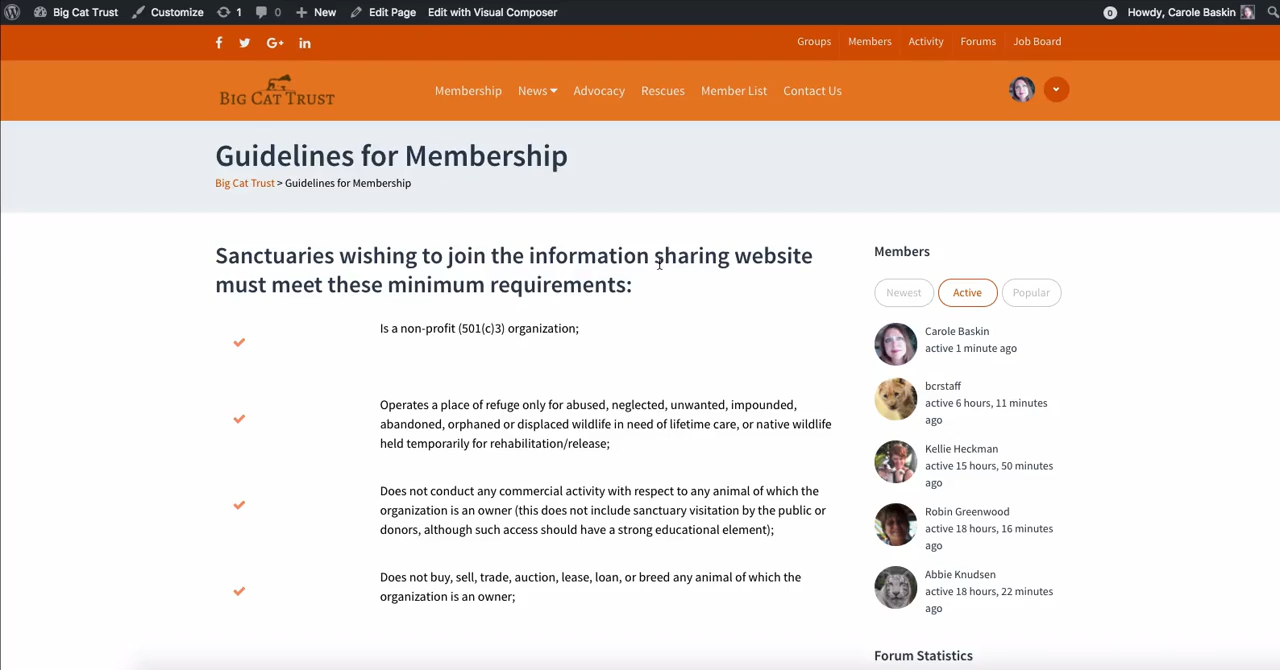 Big Cat Trust Customize 1 0 New Edit Page Edit with Visual Composer 0 Howdy, Carole Baskin
f G+ in Groups Members Activity Forums Job Board
BIG CAT TRUST Membership News Advocacy Rescues Member List Contact Us
Guidelines for Membership
Big Cat Trust > Guidelines for Membership
Sanctuaries wishing to join the information sharing website
must meet these minimum requirements:
Is a non-profit (501(c)3) organization;
Operates a place of refuge only for abused, neglected, unwanted, impounded,
abandoned, orphaned or displaced wildlife in need of lifetime care, or native wildlife
held temporarily for rehabilitation/release;
Does not conduct any commercial activity with respect to any animal of which the
organization is an owner (this does not include sanctuary visitation by the public or
donors, although such access should have a strong educational element);
Does not buy, sell, trade, auction, lease, loan, or breed any animal of which the
organization is an owner;
Members
Newest Active Popular
Carole Baskin
active 1 minute ago
bcrstaff
active 6 hours, 11 minutes
ago
Kellie Heckman
active 15 hours, 50 minutes
ago
Robin Greenwood
active 18 hours, 16 minutes
ago
Abbie Knudsen
active 18 hours, 22 minutes
ago
Forum Statistics